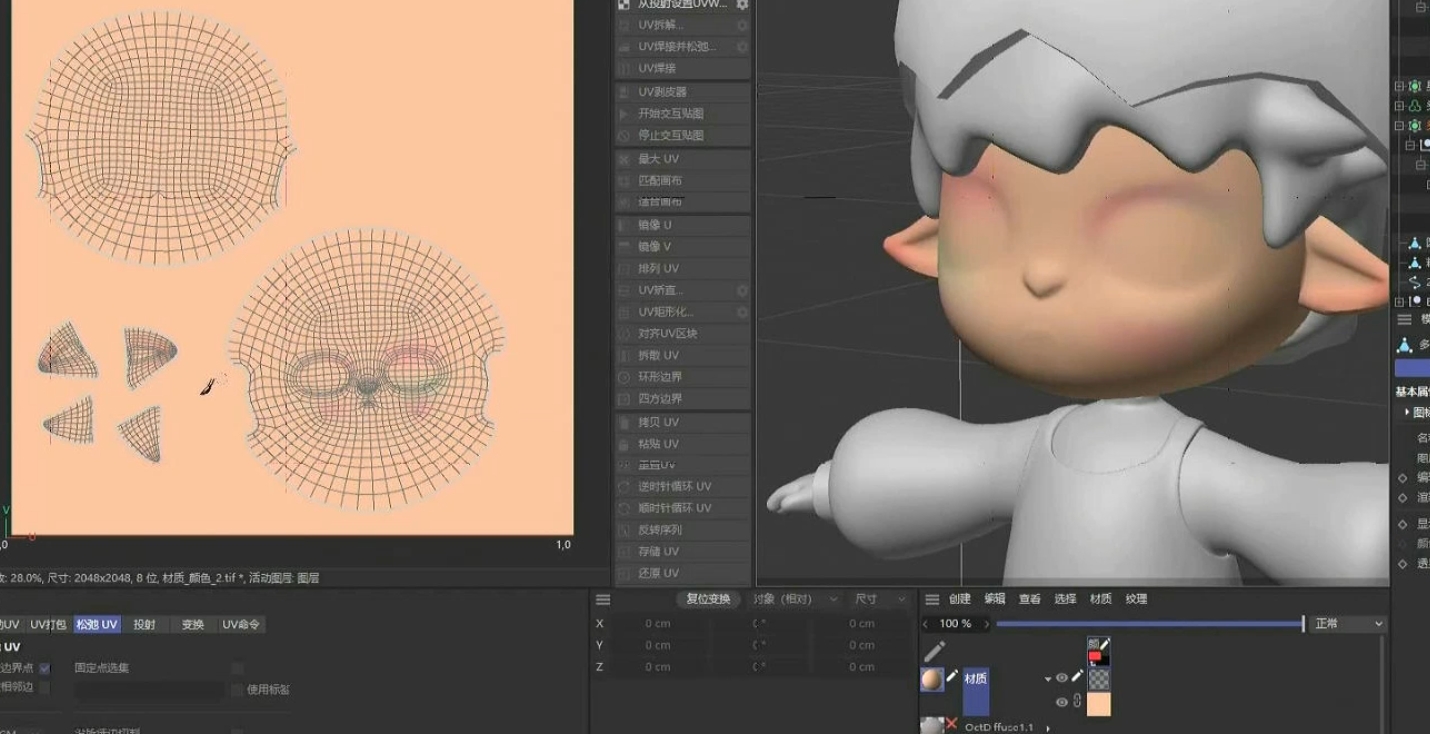 从投射设置UVW...
UV拆解...
UV焊接并松弛...
UV焊接
UV剥皮器
开始交互贴图
停止交互贴图
最大 UV
匹配画布
适合画布
镜像 U
镜像 V
排列 UV
UV矫直...
UV矩形化...
对齐UV区块
拆散 UV
环形边界
四方边界
拷贝 UV
粘贴 UV
重置UV
逆时针循环 UV
顺时针循环 UV
反转序列
存储 UV
还原 UV
V
U
1,0
28.0%, 尺寸: 2048x2048, 8 位, 材质_颜色_2.tif *, 活动图层: 图层
UV打包 松弛 UV 投射 变换 UV命令
UV
边界点 固定点选集
相邻边 使用标签
复位变换 对象（相对） 尺寸
X 0 cm 0 ° 0 cm
Y 0 cm 0 ° 0 cm
Z 0 cm 0 ° 0 cm
创建 编辑 查看 选择 材质 纹理
100 % 正常
材质
OctDiffuse1.1
基本属